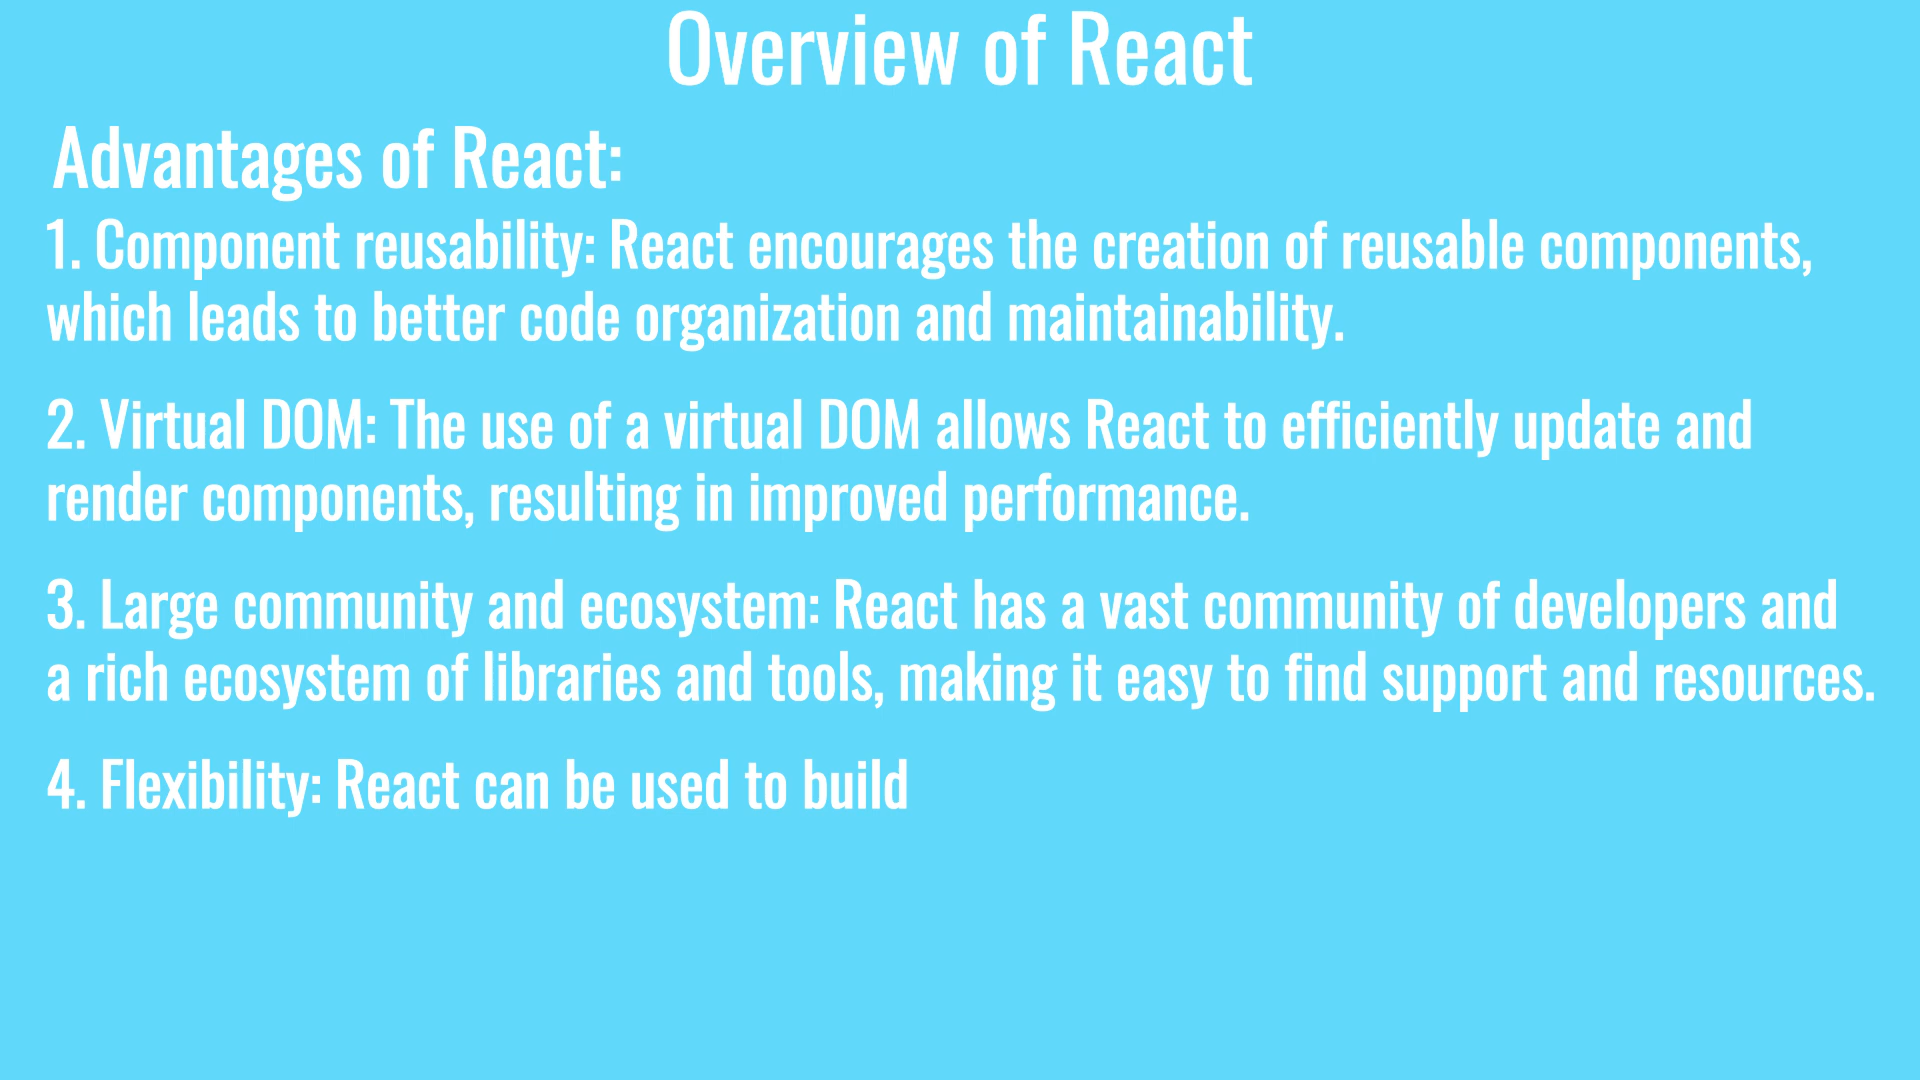 Overview of React
Advantages of React:
1. Component reusability: React encourages the creation of reusable components,
which leads to better code organization and maintainability.
2. Virtual DOM: The use of a virtual DOM allows React to efficiently update and
render components, resulting in improved performance.
3. Large community and ecosystem: React has a vast community of developers and
a rich ecosystem of libraries and tools, making it easy to find support and resources.
4. Flexibility: React can be used to build